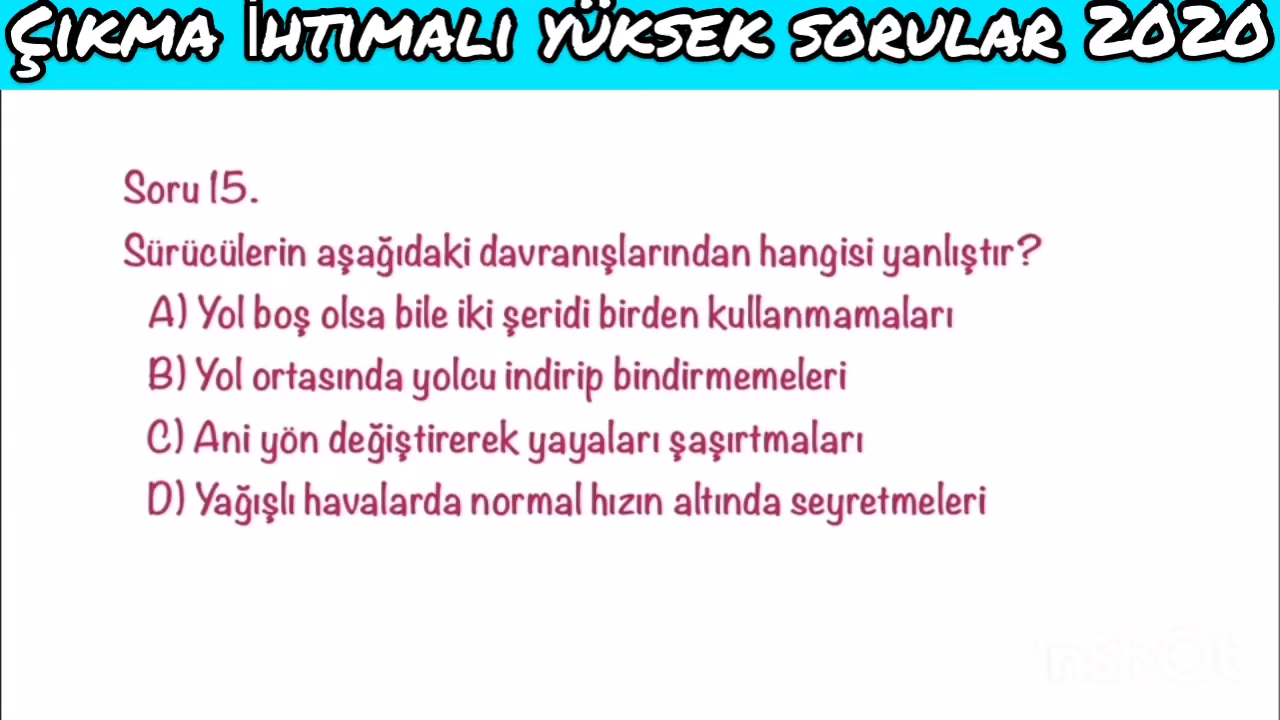 ÇIKMA İHTIMALI YÜKSEK SORULAR 2020
Soru 15.
Sürücülerin aşağıdaki davranışlarından hangisi yanlıştır?
A) Yol boş olsa bile iki şeridi birden kullanmamaları
B) Yol ortasında yolcu indirip bindirmemeleri
C) Ani yön değiştirerek yayaları şaşırtmaları
D) Yağışlı havalarda normal hızın altında seyretmeleri